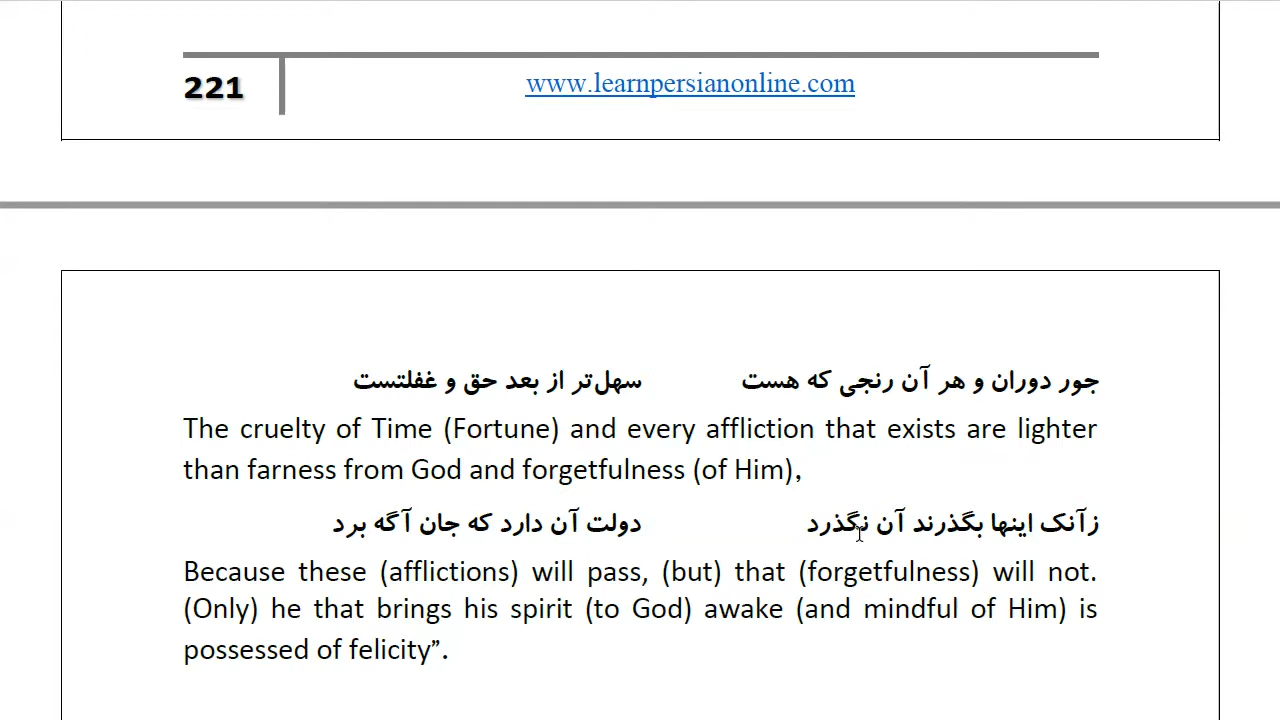 221 www.learnpersianonline.com
جور دوران و هر آن رنجی که هست سهل‌تر از بعد حق و غفلتست
The cruelty of Time (Fortune) and every affliction that exists are lighter
than farness from God and forgetfulness (of Him),
زآنک اینها بگذرند آن نگذرد دولت آن دارد که جان آگه برد
Because these (afflictions) will pass, (but) that (forgetfulness) will not.
(Only) he that brings his spirit (to God) awake (and mindful of Him) is
possessed of felicity”.